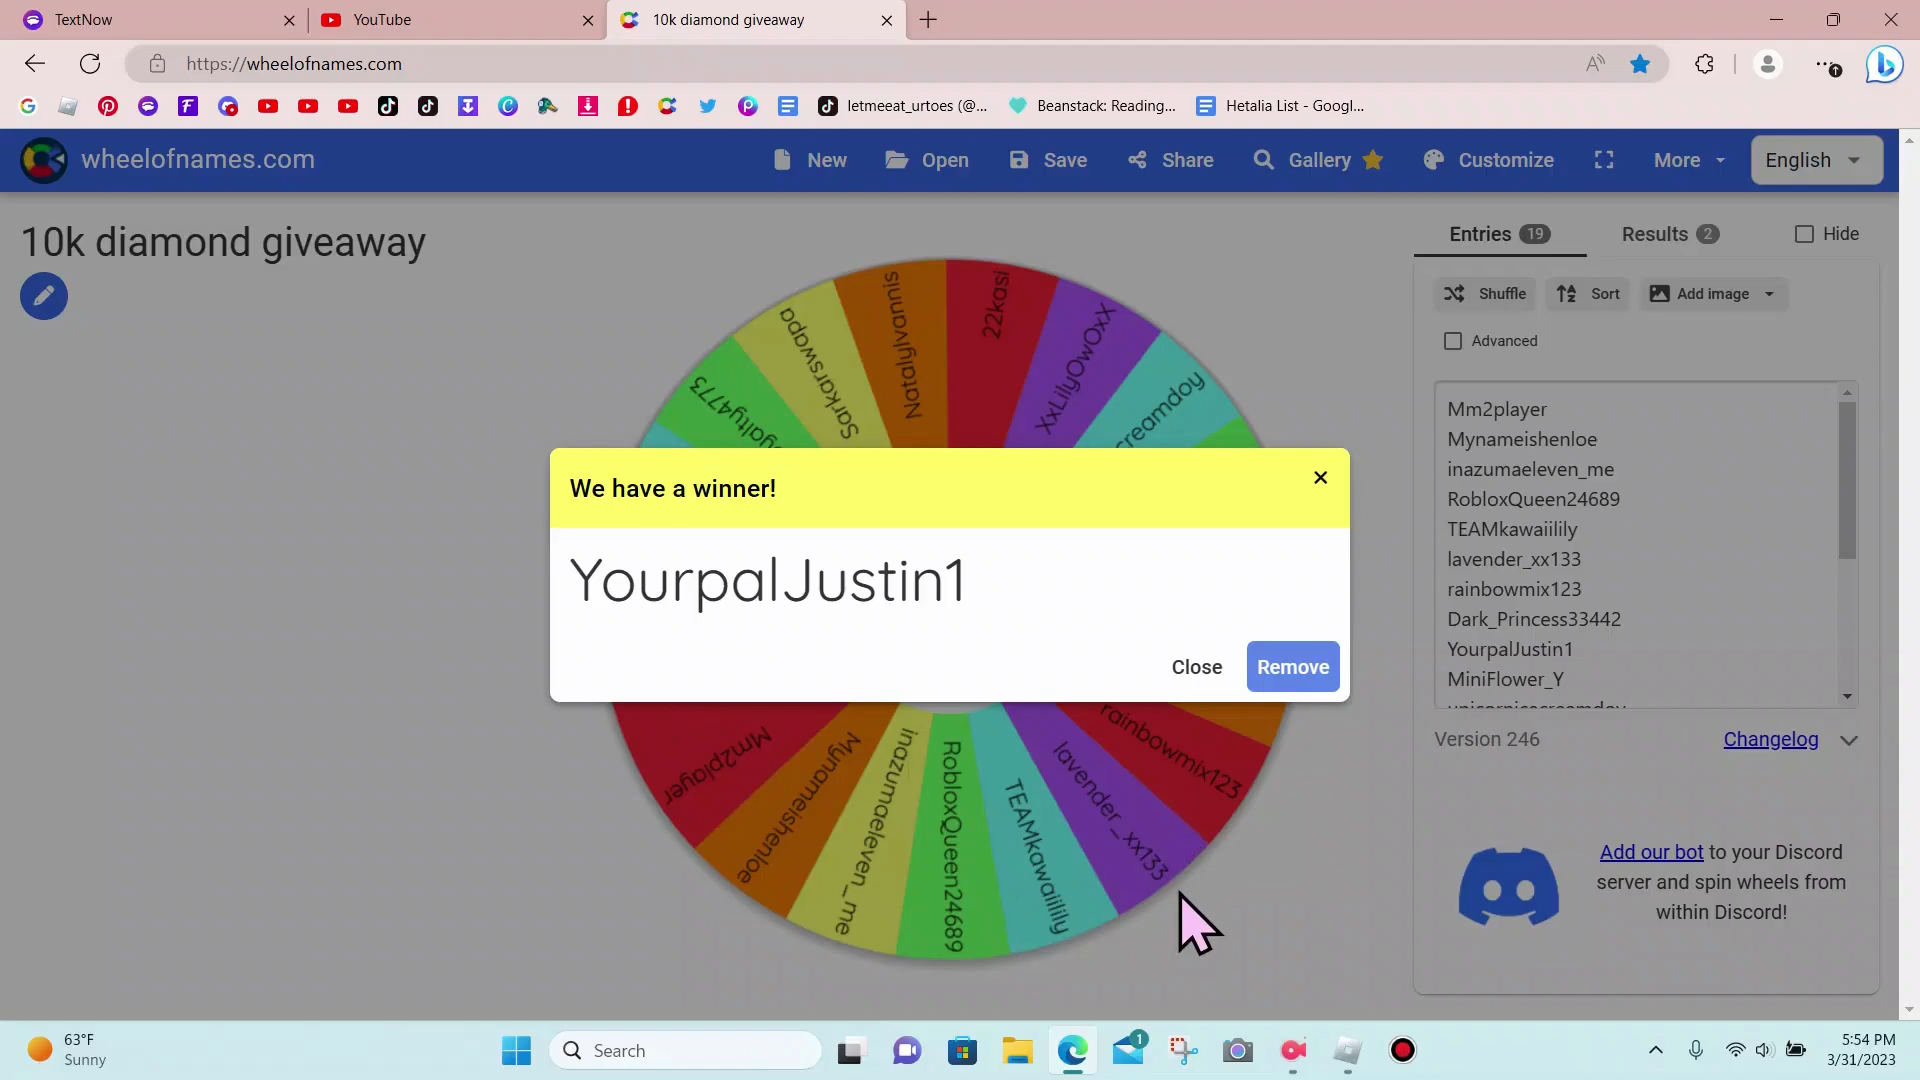 TextNow
YouTube
10k diamond giveaway
https://wheelofnames.com
letmeeat_urtoes (@...
Beanstack: Reading...
Hetalia List - Googl...
wheelofnames.com
New
Open
Save
Share
Gallery
Customize
More
English
10k diamond giveaway
Entries 19
Results 2
Hide
Shuffle
Sort
Add image
Advanced
Mm2player
Mynameishenloe
inazumaeleven_me
RobloxQueen24689
TEAMkawaiilily
lavender_xx133
rainbowmix123
Dark_Princess33442
YourpalJustin1
MiniFlower_Y
Version 246
Changelog
Add our bot to your Discord
server and spin wheels from
within Discord!
Sarkarswapa
Natalylvannis
22kasi
XxLilyOwOxX
We have a winner!
YourpalJustin1
Close
Remove
Mm2player
Mynameishenloe
inazumaeleven_me
RobloxQueen24689
TEAMkawaiilily
lavender_xx133
rainbowmix123
63°F
Sunny
Search
1
5:54 PM
3/31/2023